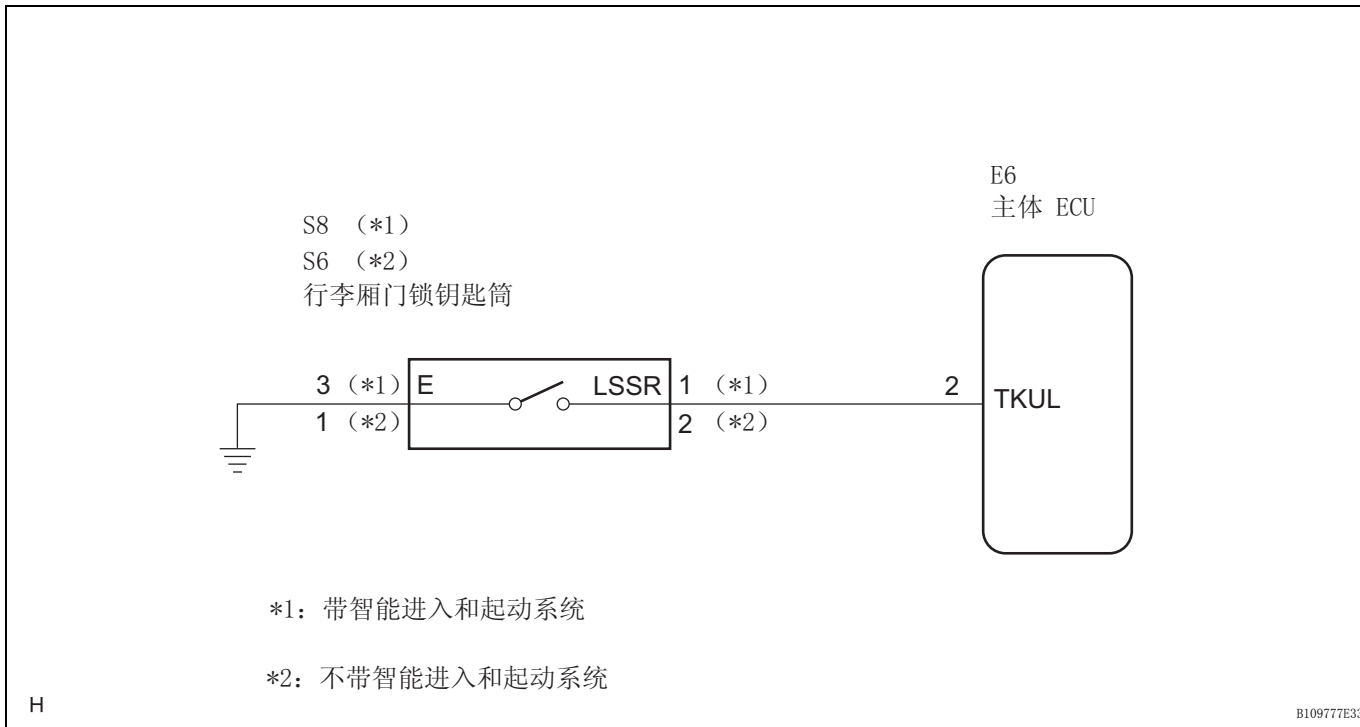 E6
主体 ECU
S8 （*1）
S6 （*2）
行李厢门锁钥匙筒
3 （*1） E LSSR 1 （*1） 2 TKUL
1 （*2） 2 （*2）
*1：带智能进入和起动系统
*2：不带智能进入和起动系统
H B109777E33